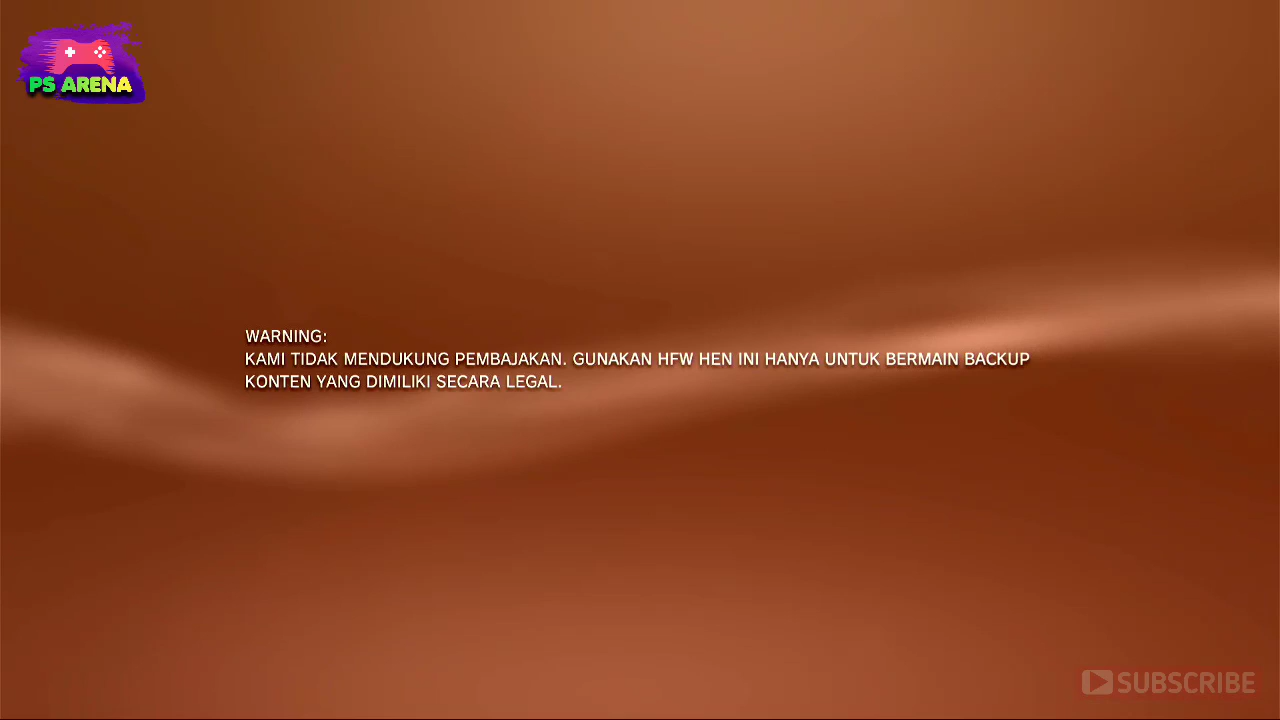 PS ARENA
WARNING:
KAMI TIDAK MENDUKUNG PEMBAJAKAN. GUNAKAN HFW HEN INI HANYA UNTUK BERMAIN BACKUP
KONTEN YANG DIMILIKI SECARA LEGAL.
SUBSCRIBE